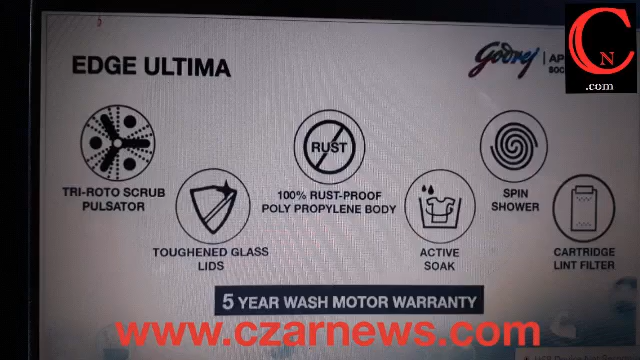 EDGE ULTIMA
Godrej
C
N
.com
RUST
TRI-ROTO SCRUB
PULSATOR
100% RUST-PROOF
POLY PROPYLENE BODY
SPIN
SHOWER
TOUGHENED GLASS
LIDS
ACTIVE
SOAK
CARTRIDGE
LINT FILTER
5 YEAR WASH MOTOR WARRANTY
www.czarnews.com